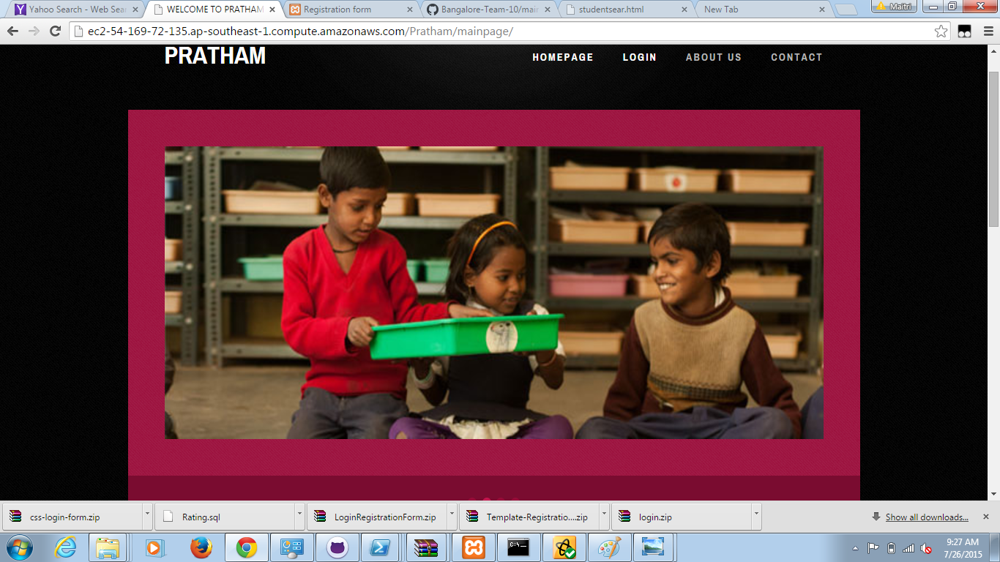 Yahoo Search - Web Sea
WELCOME TO PRATHAM
Registration form
Bangalore-Team-10/main
studentsear.html
New Tab
Maitri
ec2-54-169-72-135.ap-southeast-1.compute.amazonaws.com/Pratham/mainpage/
PRATHAM
HOMEPAGE
LOGIN
ABOUT US
CONTACT
css-login-form.zip
Rating.sql
LoginRegistrationForm.zip
Template-Registratio....zip
login.zip
Show all downloads...
C:\.
9:27 AM
7/26/2015